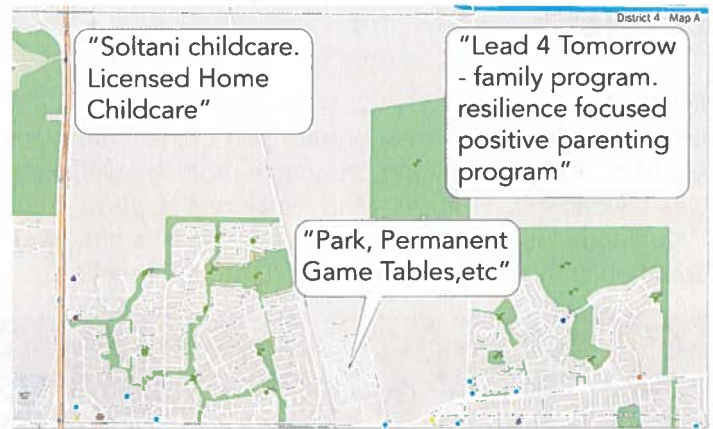 District 4 - Map A
"Soltani childcare.
Licensed Home
Childcare"
"Lead 4 Tomorrow
- family program.
resilience focused
positive parenting
program"
"Park, Permanent
Game Tables,etc"